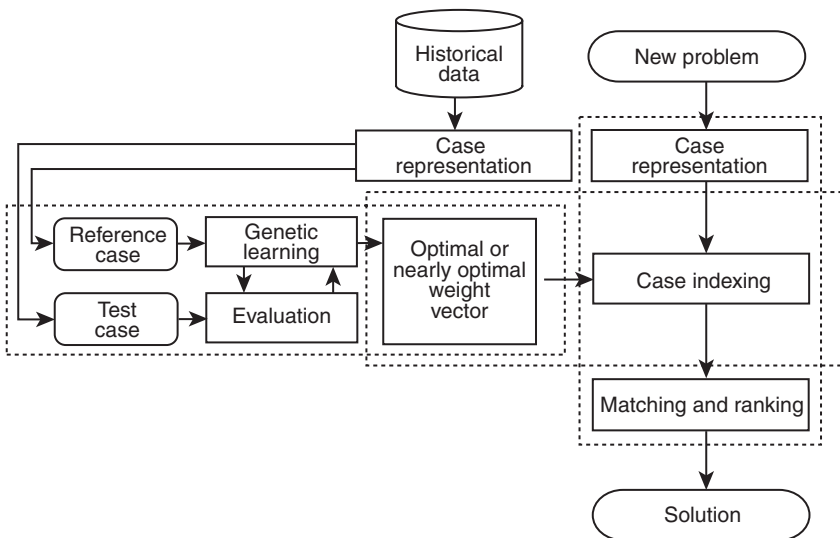 Historical
data
New problem
Case
representation
Case
representation
Reference
case
Genetic
learning
Optimal or
nearly optimal
weight
vector
Case indexing
Test
case
Evaluation
Matching and ranking
Solution